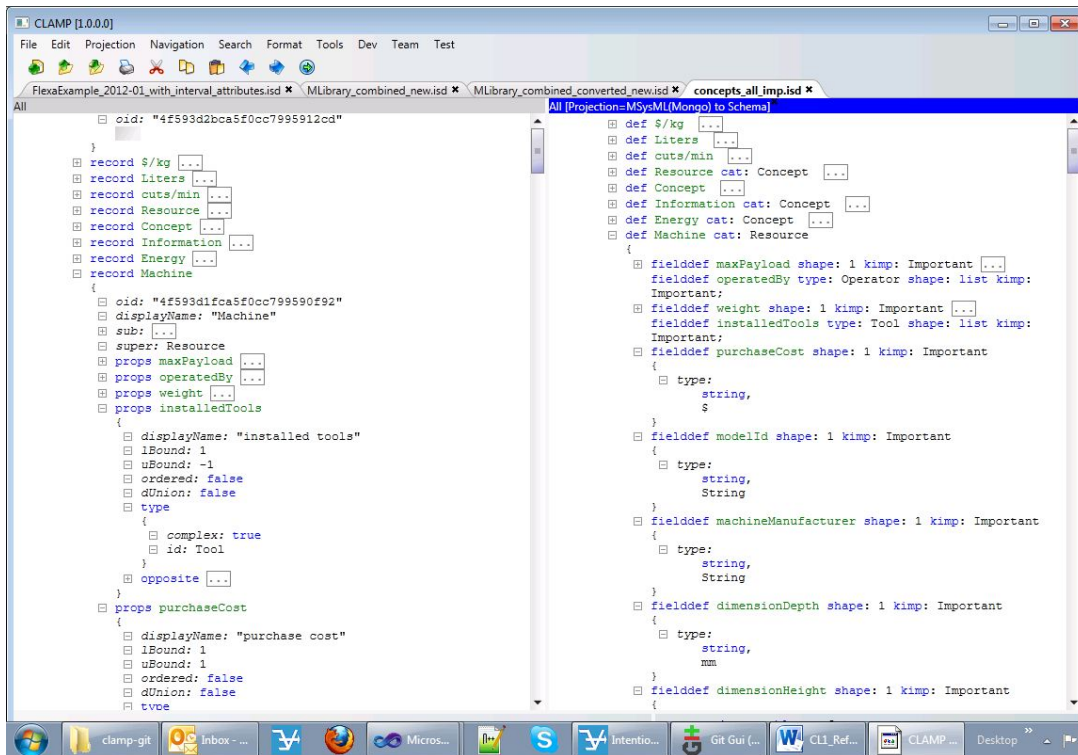 CLAMP [1.0.0.0]
File Edit Projection Navigation Search Format Tools Dev Team Test
FlexaExample_2012-01_with_interval_attributes.isd MLibrary_combined_new.isd MLibrary_combined_converted_new.isd concepts_all_imp.isd
All
oid: "4f593d2bca5f0cc7995912cd"
}
record $/kg ...
record Liters ...
record cuts/min ...
record Resource ...
record Concept ...
record Information ...
record Energy ...
record Machine
{
oid: "4f593d1fca5f0cc799590f92"
displayName: "Machine"
sub: ...
super: Resource
props maxPayload ...
props operatedBy ...
props weight ...
props installedTools
{
displayName: "installed tools"
lBound: 1
uBound: -1
ordered: false
dUnion: false
type
{
complex: true
id: Tool
}
opposite ...
}
props purchaseCost
{
displayName: "purchase cost"
lBound: 1
uBound: 1
ordered: false
dUnion: false
type
All [Projection=MSysML(Mongo) to Schema]
def $/kg ...
def Liters ...
def cuts/min ...
def Resource cat: Concept ...
def Concept ...
def Information cat: Concept ...
def Energy cat: Concept ...
def Machine cat: Resource
{
fielddef maxPayload shape: 1 kimp: Important ...
fielddef operatedBy type: Operator shape: list kimp:
Important;
fielddef weight shape: 1 kimp: Important ...
fielddef installedTools type: Tool shape: list kimp:
Important;
fielddef purchaseCost shape: 1 kimp: Important
{
type:
string,
$
}
fielddef modelId shape: 1 kimp: Important
{
type:
string,
String
}
fielddef machineManufacturer shape: 1 kimp: Important
{
type:
string,
String
}
fielddef dimensionDepth shape: 1 kimp: Important
{
type:
string,
mm
}
fielddef dimensionHeight shape: 1 kimp: Important
{
clamp-git Inbox - ... Micros... Intentio... Git Gui (... CL1_Ref... CLAMP ... Desktop